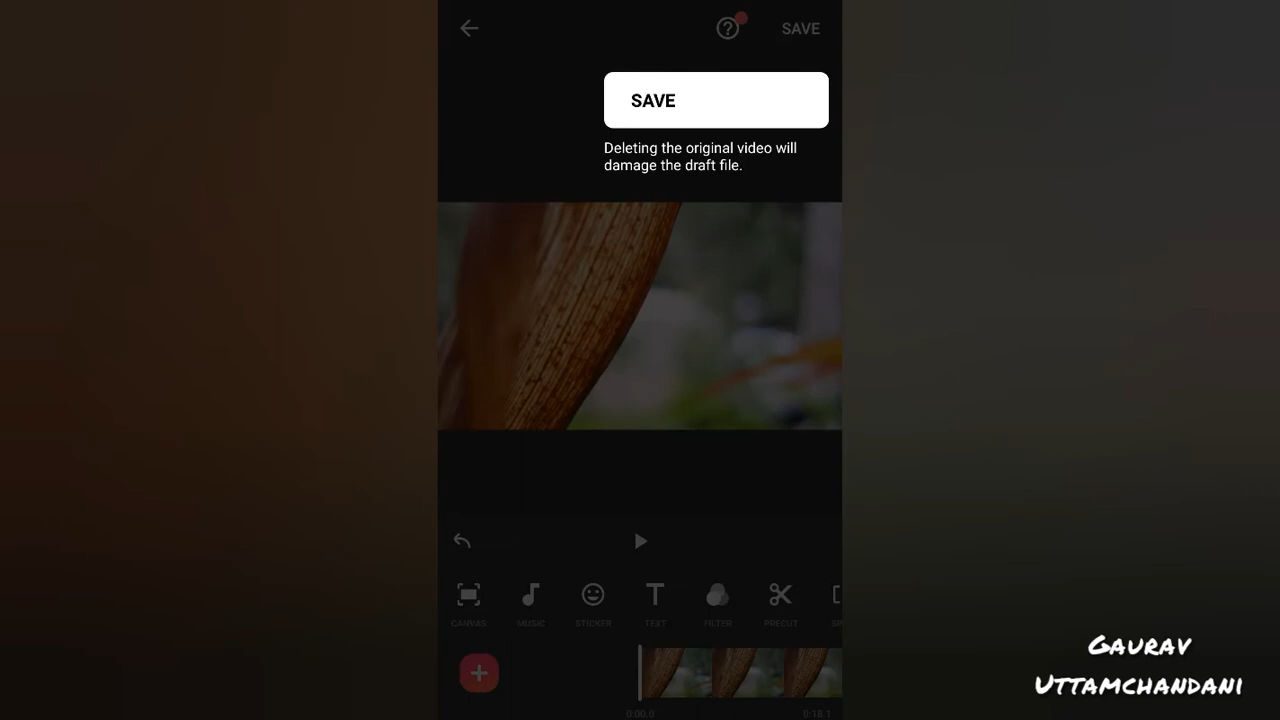 SAVE
SAVE
Deleting the original video will
damage the draft file.
CANVAS MUSIC STICKER TEXT FILTER PRECUT SP
0:00,0 0:18.1
GAURAV
UTTAMCHANDANI